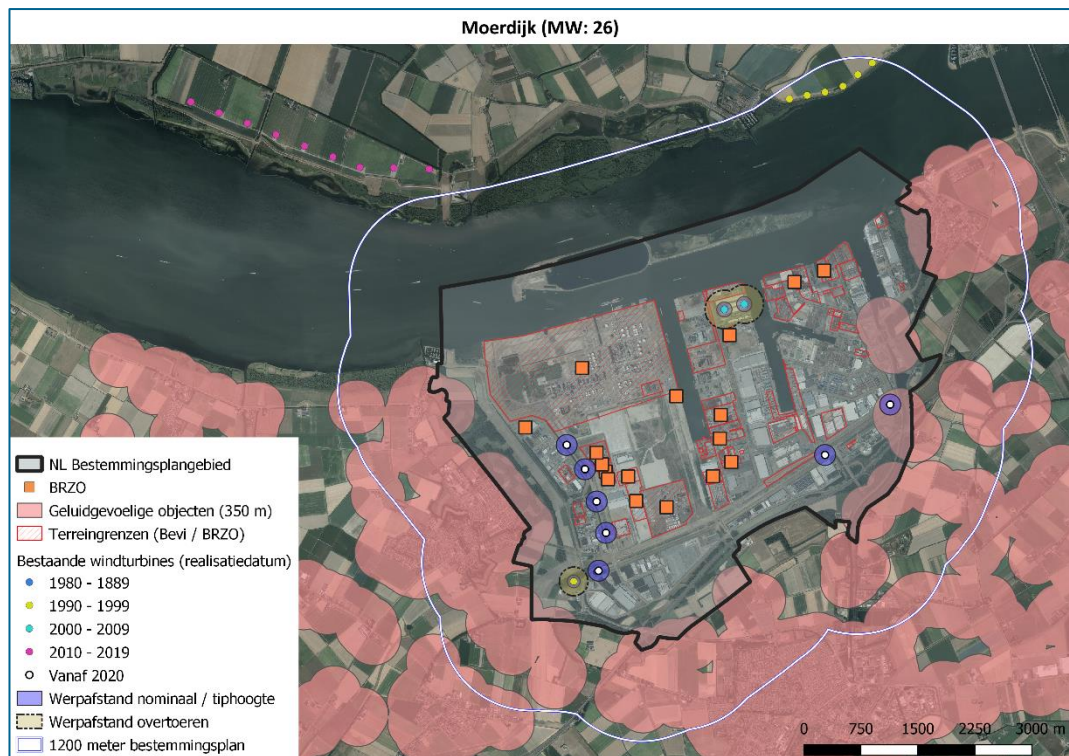 Moerdijk (MW: 26)
NL Bestemmingsplangebied
BRZO
Geluidgevoelige objecten (350 m)
Terreingrenzen (Bevi / BRZO)
Bestaande windturbines (realisatiedatum)
1980 - 1889
1990 - 1999
2000 - 2009
2010 - 2019
Vanaf 2020
Werpafstand nominaal / tiphoogte
Werpafstand overtoeren
1200 meter bestemmingsplan
0 750 1500 2250 3000 m